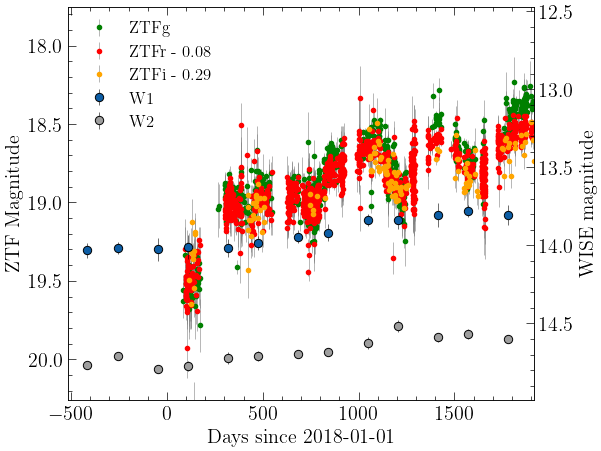 ZTFg
ZTFr - 0.08
ZTFi - 0.29
W1
W2
18.0
18.5
19.0
19.5
20.0
ZTF Magnitude
12.5
13.0
13.5
14.0
14.5
WISE magnitude
−500
0
500
1000
1500
Days since 2018-01-01